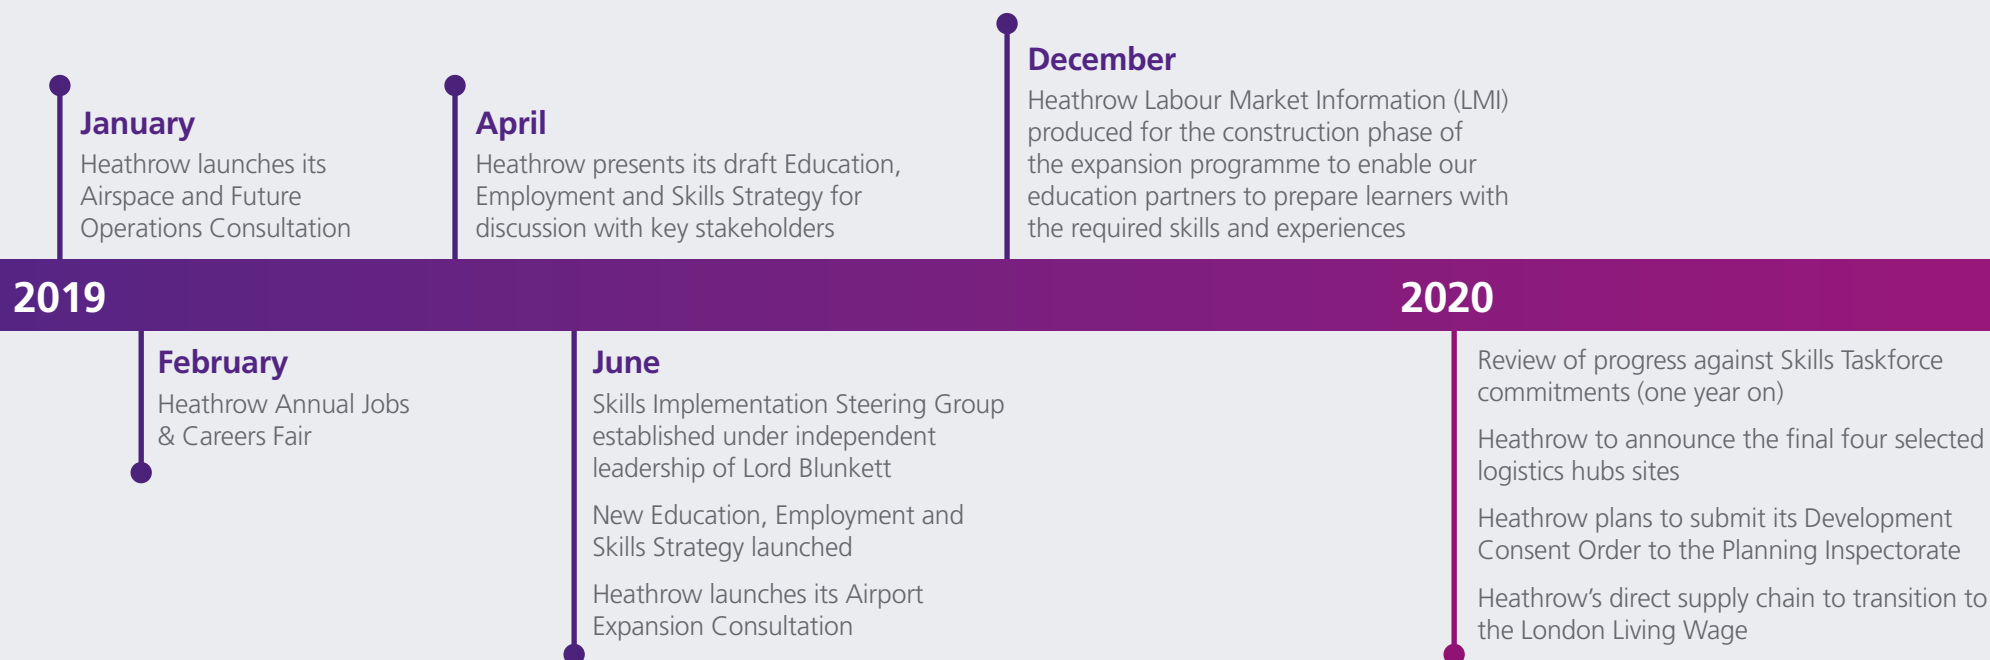 January
Heathrow launches its
Airspace and Future
Operations Consultation
April
Heathrow presents its draft Education,
Employment and Skills Strategy for
discussion with key stakeholders
December
Heathrow Labour Market Information (LMI)
produced for the construction phase of
the expansion programme to enable our
education partners to prepare learners with
the required skills and experiences
2019
2020
February
Heathrow Annual Jobs
& Careers Fair
June
Skills Implementation Steering Group
established under independent
leadership of Lord Blunkett
New Education, Employment and
Skills Strategy launched
Heathrow launches its Airport
Expansion Consultation
Review of progress against Skills Taskforce
commitments (one year on)
Heathrow to announce the final four selected
logistics hubs sites
Heathrow plans to submit its Development
Consent Order to the Planning Inspectorate
Heathrow’s direct supply chain to transition to
the London Living Wage